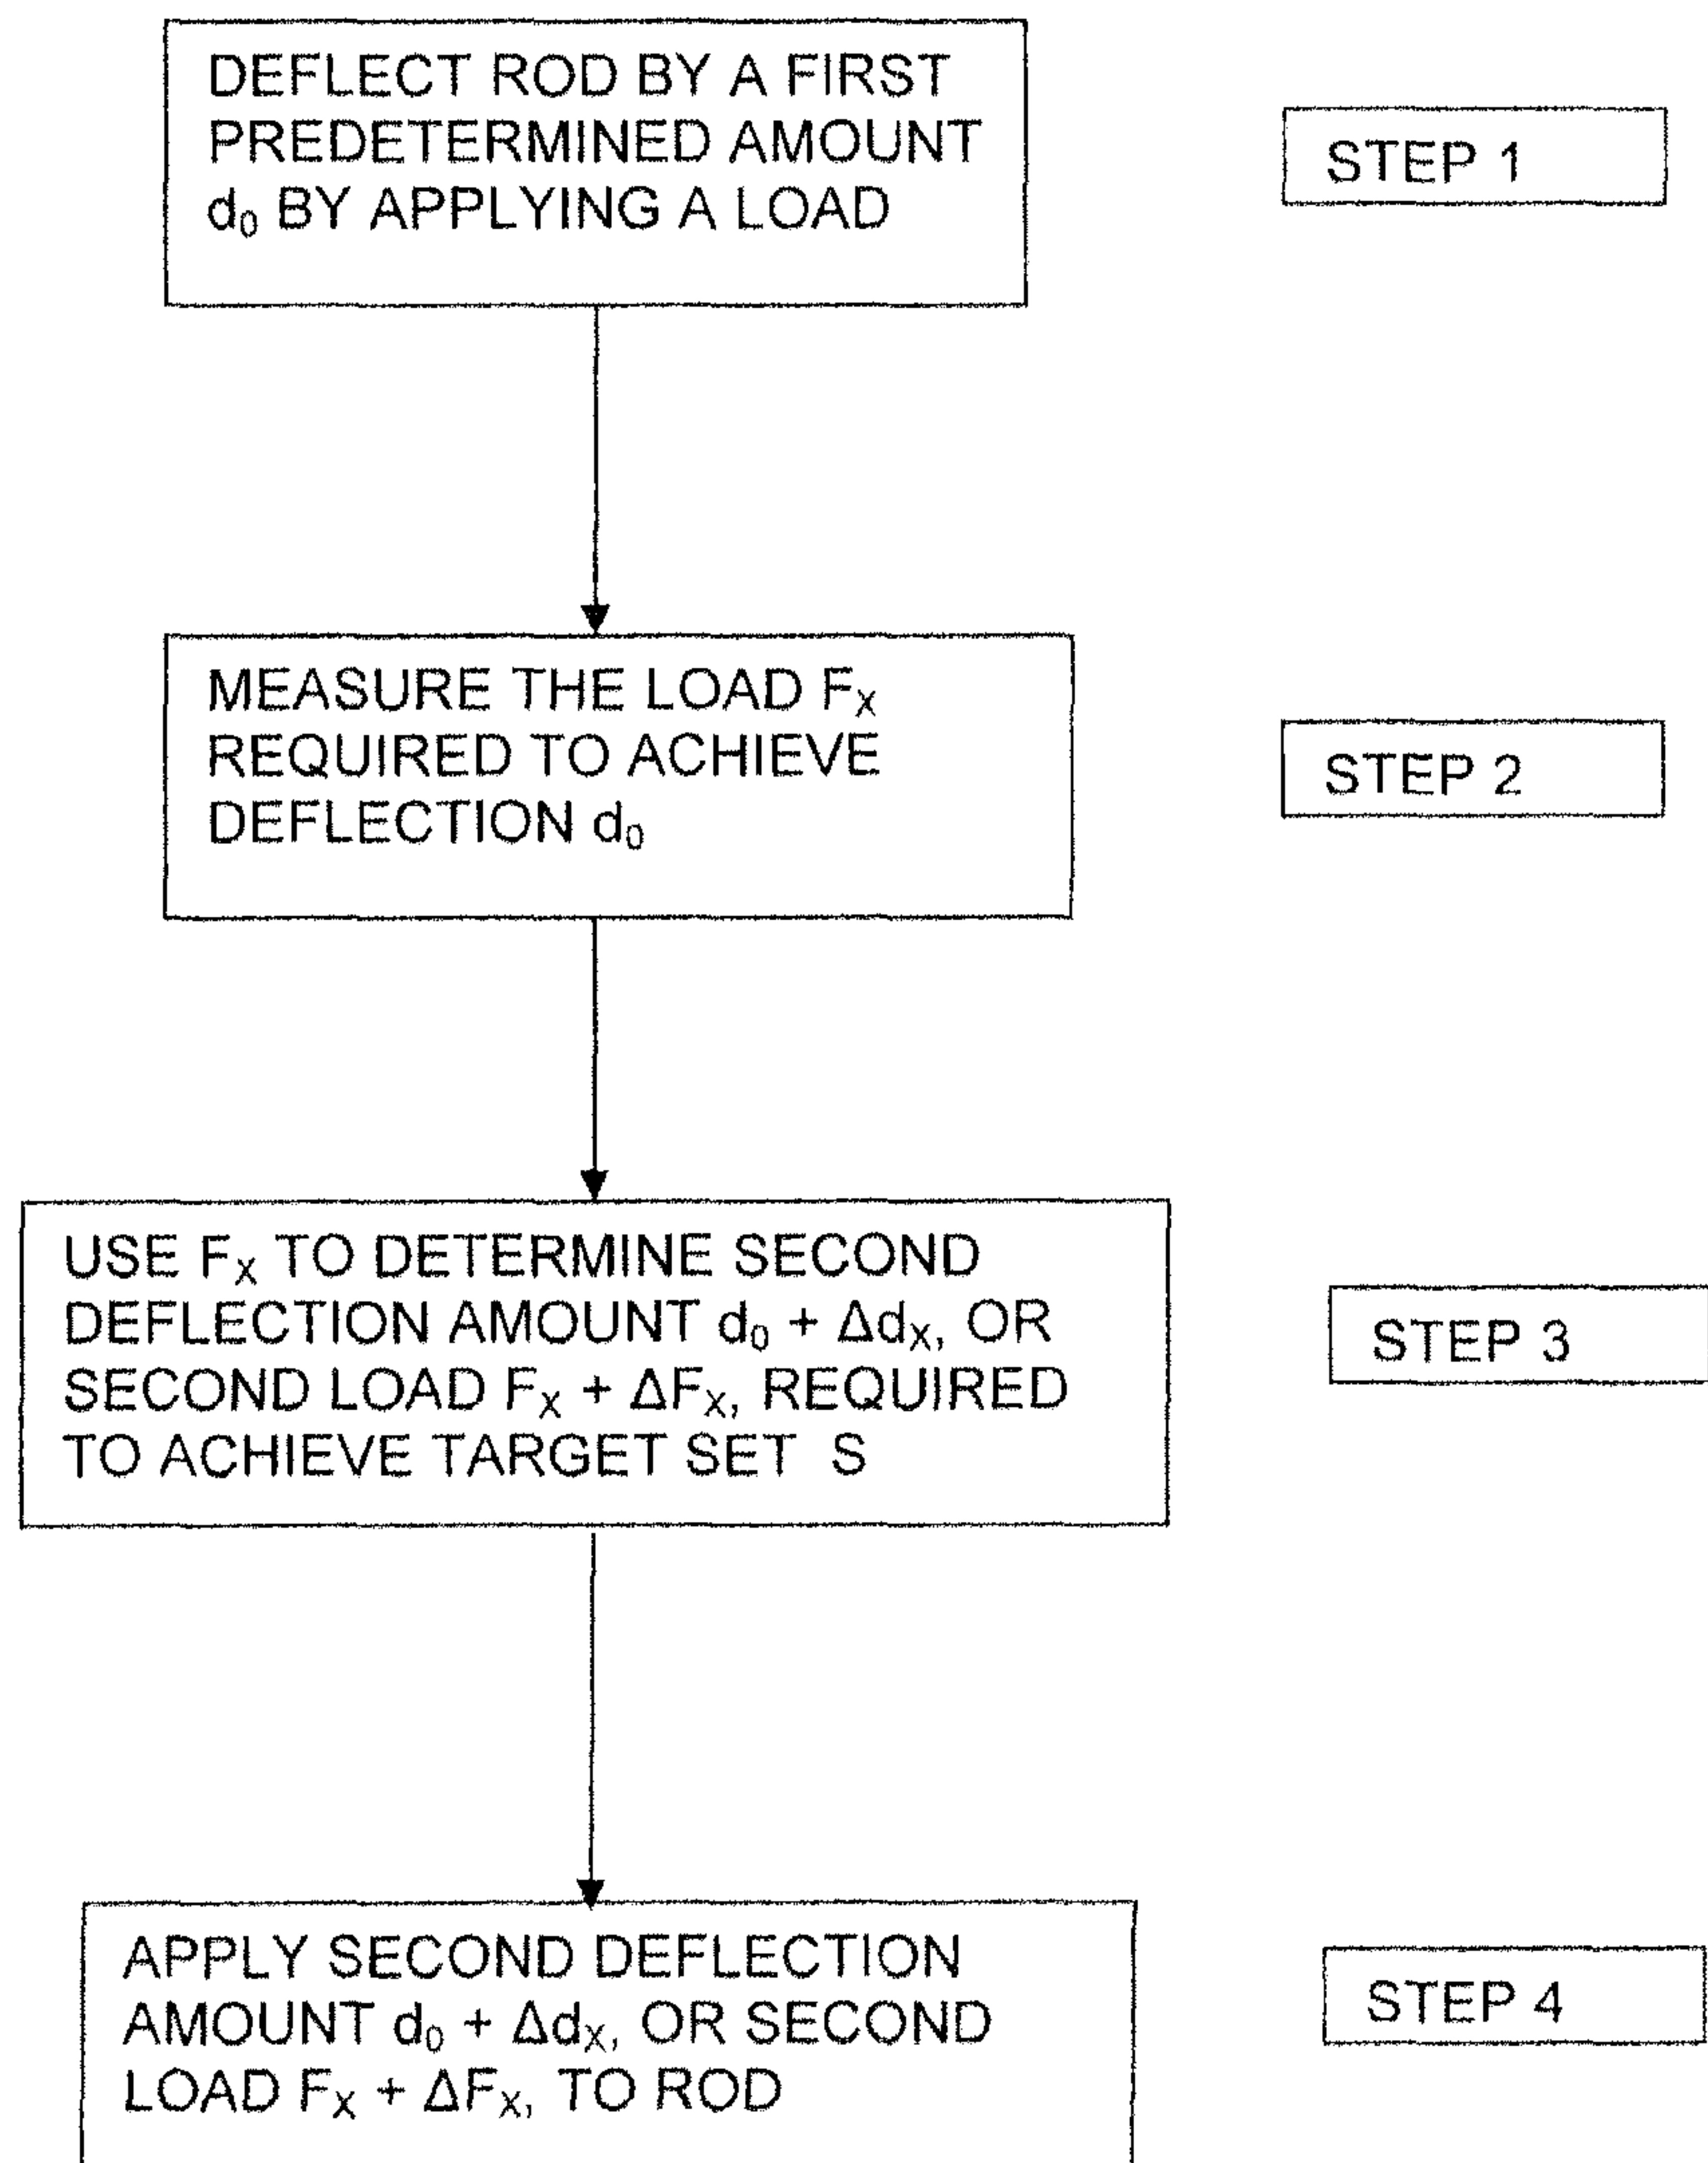 DEFLECT ROD BY A FIRST
PREDETERMINED AMOUNT
d₀ BY APPLYING A LOAD
STEP 1
MEASURE THE LOAD Fₓ
REQUIRED TO ACHIEVE
DEFLECTION d₀
STEP 2
USE Fₓ TO DETERMINE SECOND
DEFLECTION AMOUNT d₀ + Δdₓ, OR
SECOND LOAD Fₓ + ΔFₓ, REQUIRED
TO ACHIEVE TARGET SET S
STEP 3
APPLY SECOND DEFLECTION
AMOUNT d₀ + Δdₓ, OR SECOND
LOAD Fₓ + ΔFₓ, TO ROD
STEP 4